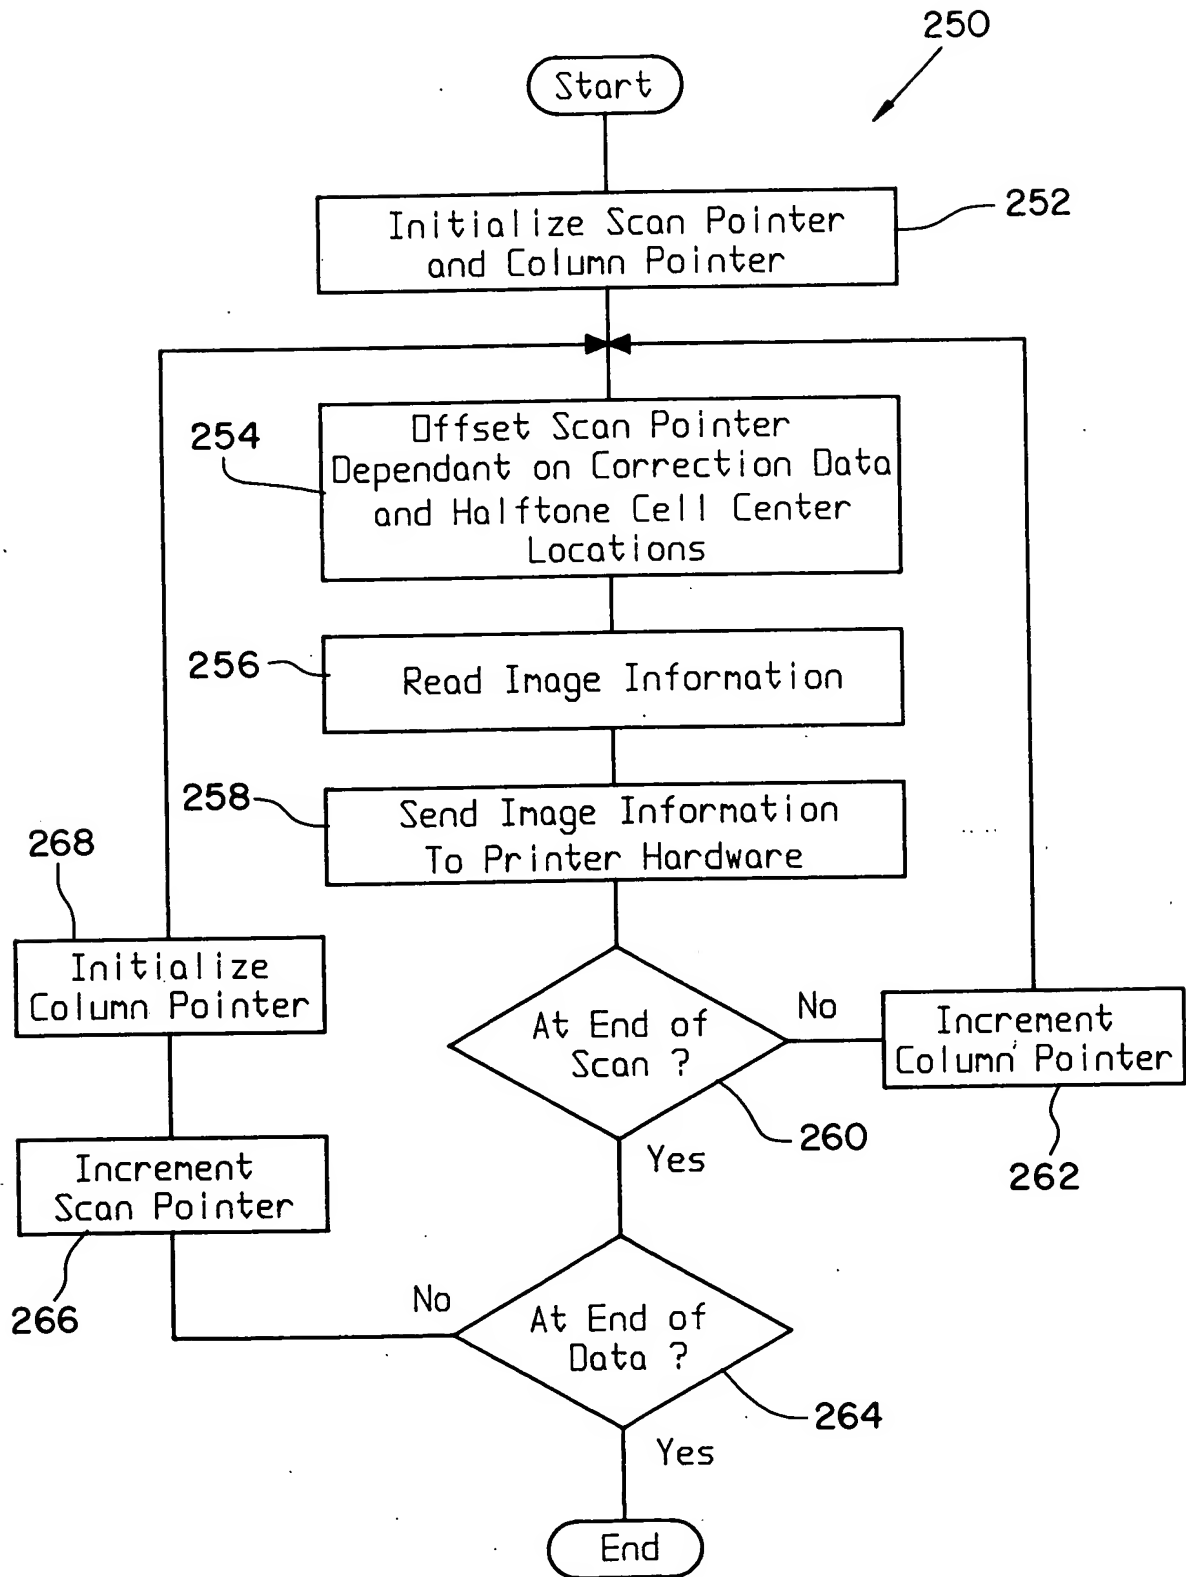 250
Start
Initialize Scan Pointer
and Column Pointer
252
254
Offset Scan Pointer
Dependant on Correction Data
and Halftone Cell Center
Locations
256
Read Image Information
258
Send Image Information
To Printer Hardware
268
Initialize
Column Pointer
At End of
Scan ?
No
Increment
Column Pointer
260
262
Yes
Increment
Scan Pointer
266
No
At End of
Data ?
264
Yes
End